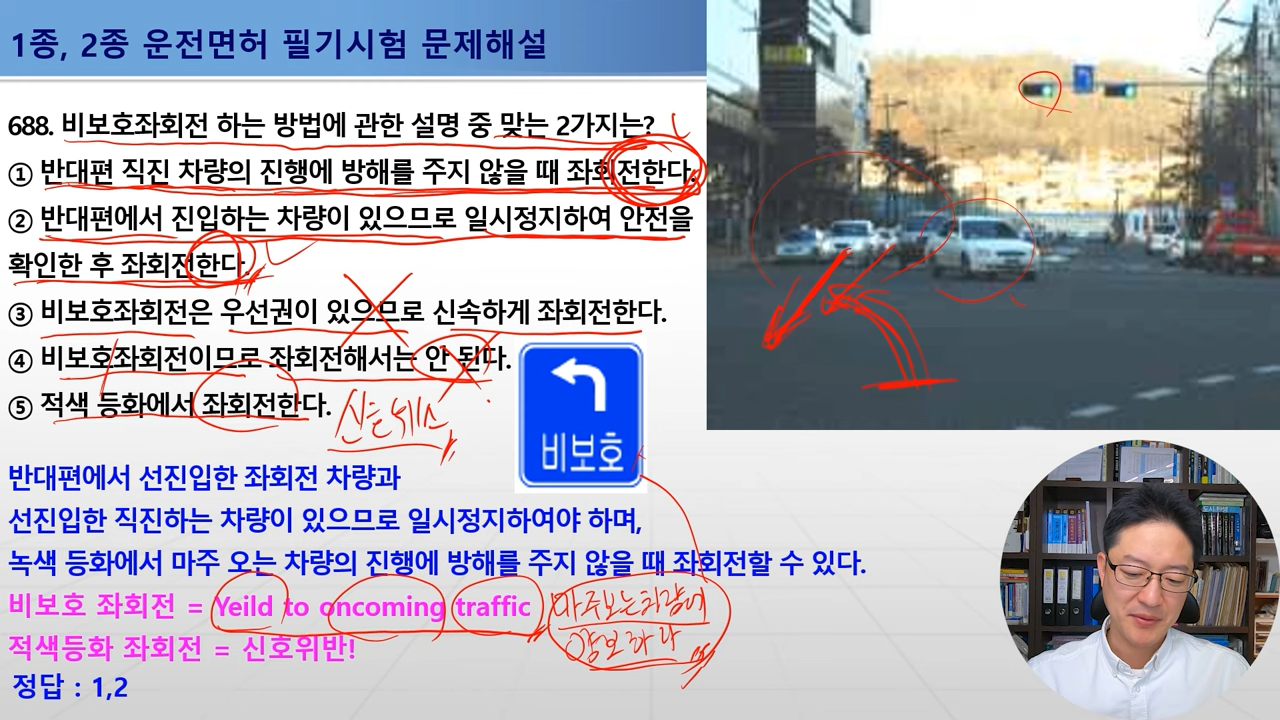 1종, 2종 운전면허 필기시험 문제해설
688. 비보호좌회전 하는 방법에 관한 설명 중 맞는 2가지는?
① 반대편 직진 차량의 진행에 방해를 주지 않을 때 좌회전한다.
② 반대편에서 진입하는 차량이 있으므로 일시정지하여 안전을
확인한 후 좌회전한다.
③ 비보호좌회전은 우선권이 있으므로 신속하게 좌회전한다.
④ 비보호좌회전이므로 좌회전해서는 안 된다.
⑤ 적색 등화에서 좌회전한다.
비보호
반대편에서 선진입한 좌회전 차량과
선진입한 직진하는 차량이 있으므로 일시정지하여야 하며,
녹색 등화에서 마주 오는 차량의 진행에 방해를 주지 않을 때 좌회전할 수 있다.
비보호 좌회전 = Yeild to oncoming traffic
마주보는차량에
양보하라
적색등화 좌회전 = 신호위반!
정답 : 1,2